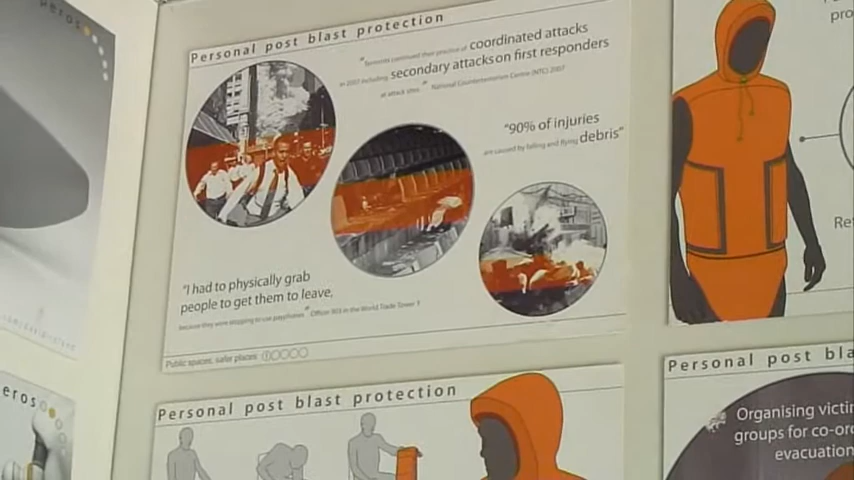 peros
Personal post blast protection
"Terrorists continued their practice of coordinated attacks
in 2007 including secondary attacks on first responders
at attack sites." National Counterterrorism Centre (NTC) 2007
"90% of injuries
are caused by falling and flying debris"
"I had to physically grab
people to get them to leave,
because they were stopping to use payphones" Officer 903 in the World Trade Tower 1
Public spaces, safer places
pro
Re
eros
Personal post blast protection
Personal post bla
Organising victi
groups for co-or
evacuation